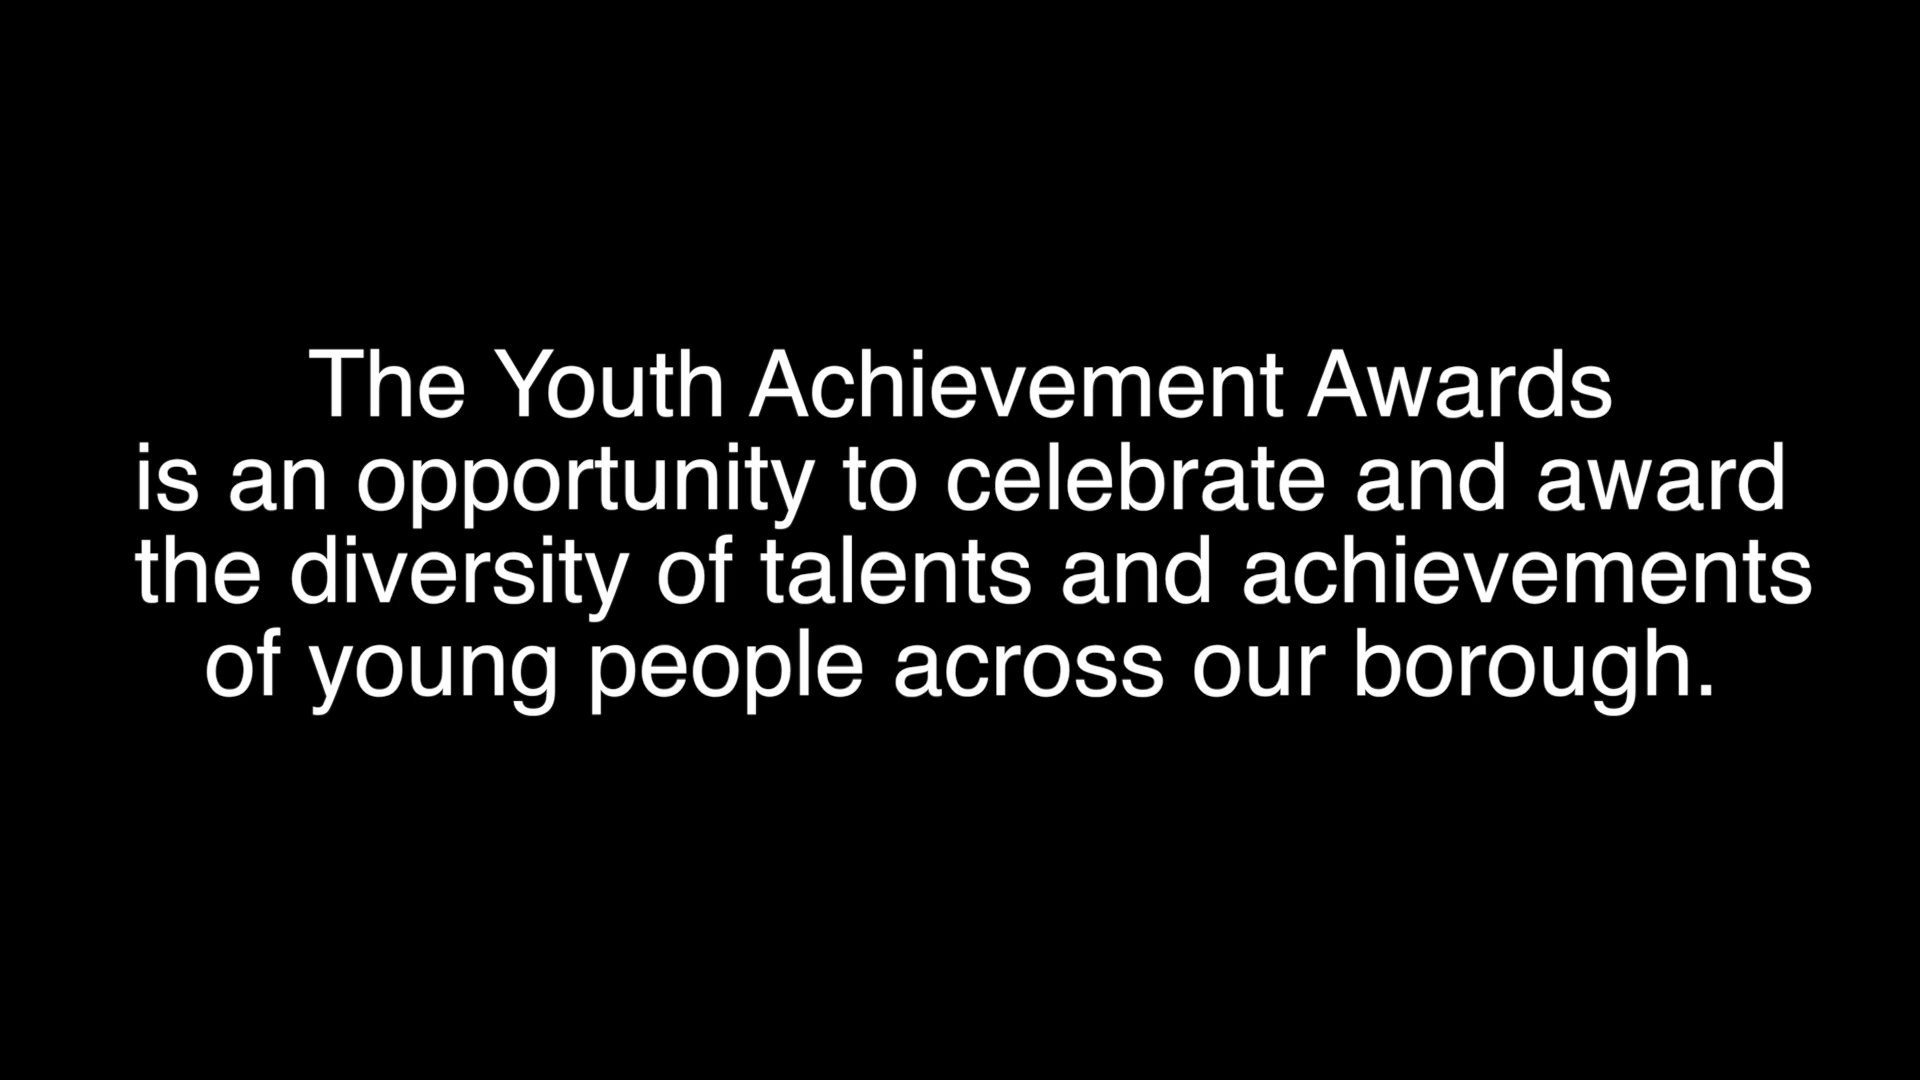 The Youth Achievement Awards
is an opportunity to celebrate and award
the diversity of talents and achievements
of young people across our borough.